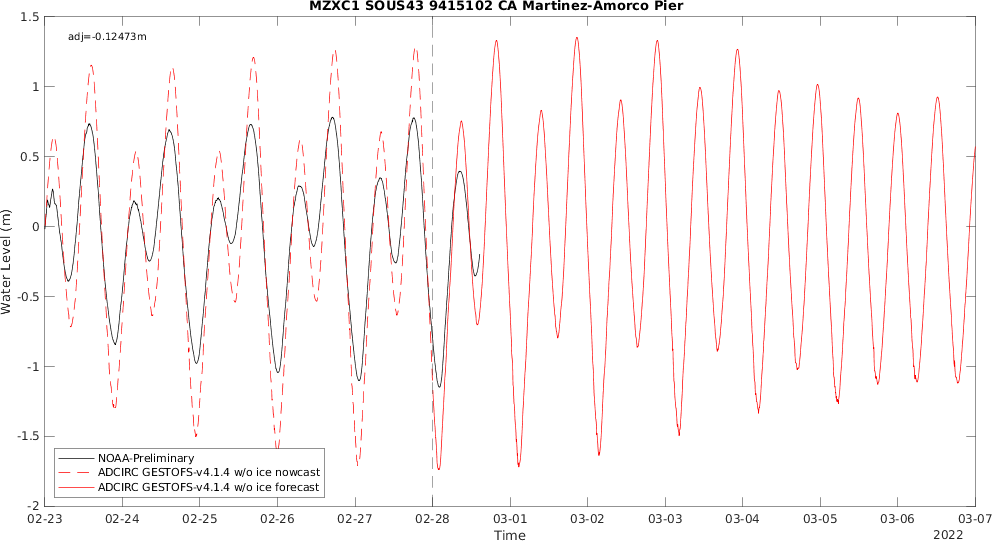 MZXC1 SOUS43 9415102 CA Martinez-Amorco Pier
adj=-0.12473m
1.5
1
0.5
0
-0.5
-1
-1.5
-2
Water Level (m)
NOAA-Preliminary
ADCIRC GESTOFS-v4.1.4 w/o ice nowcast
ADCIRC GESTOFS-v4.1.4 w/o ice forecast
02-23 02-24 02-25 02-26 02-27 02-28 03-01 03-02 03-03 03-04 03-05 03-06 03-07
Time
2022